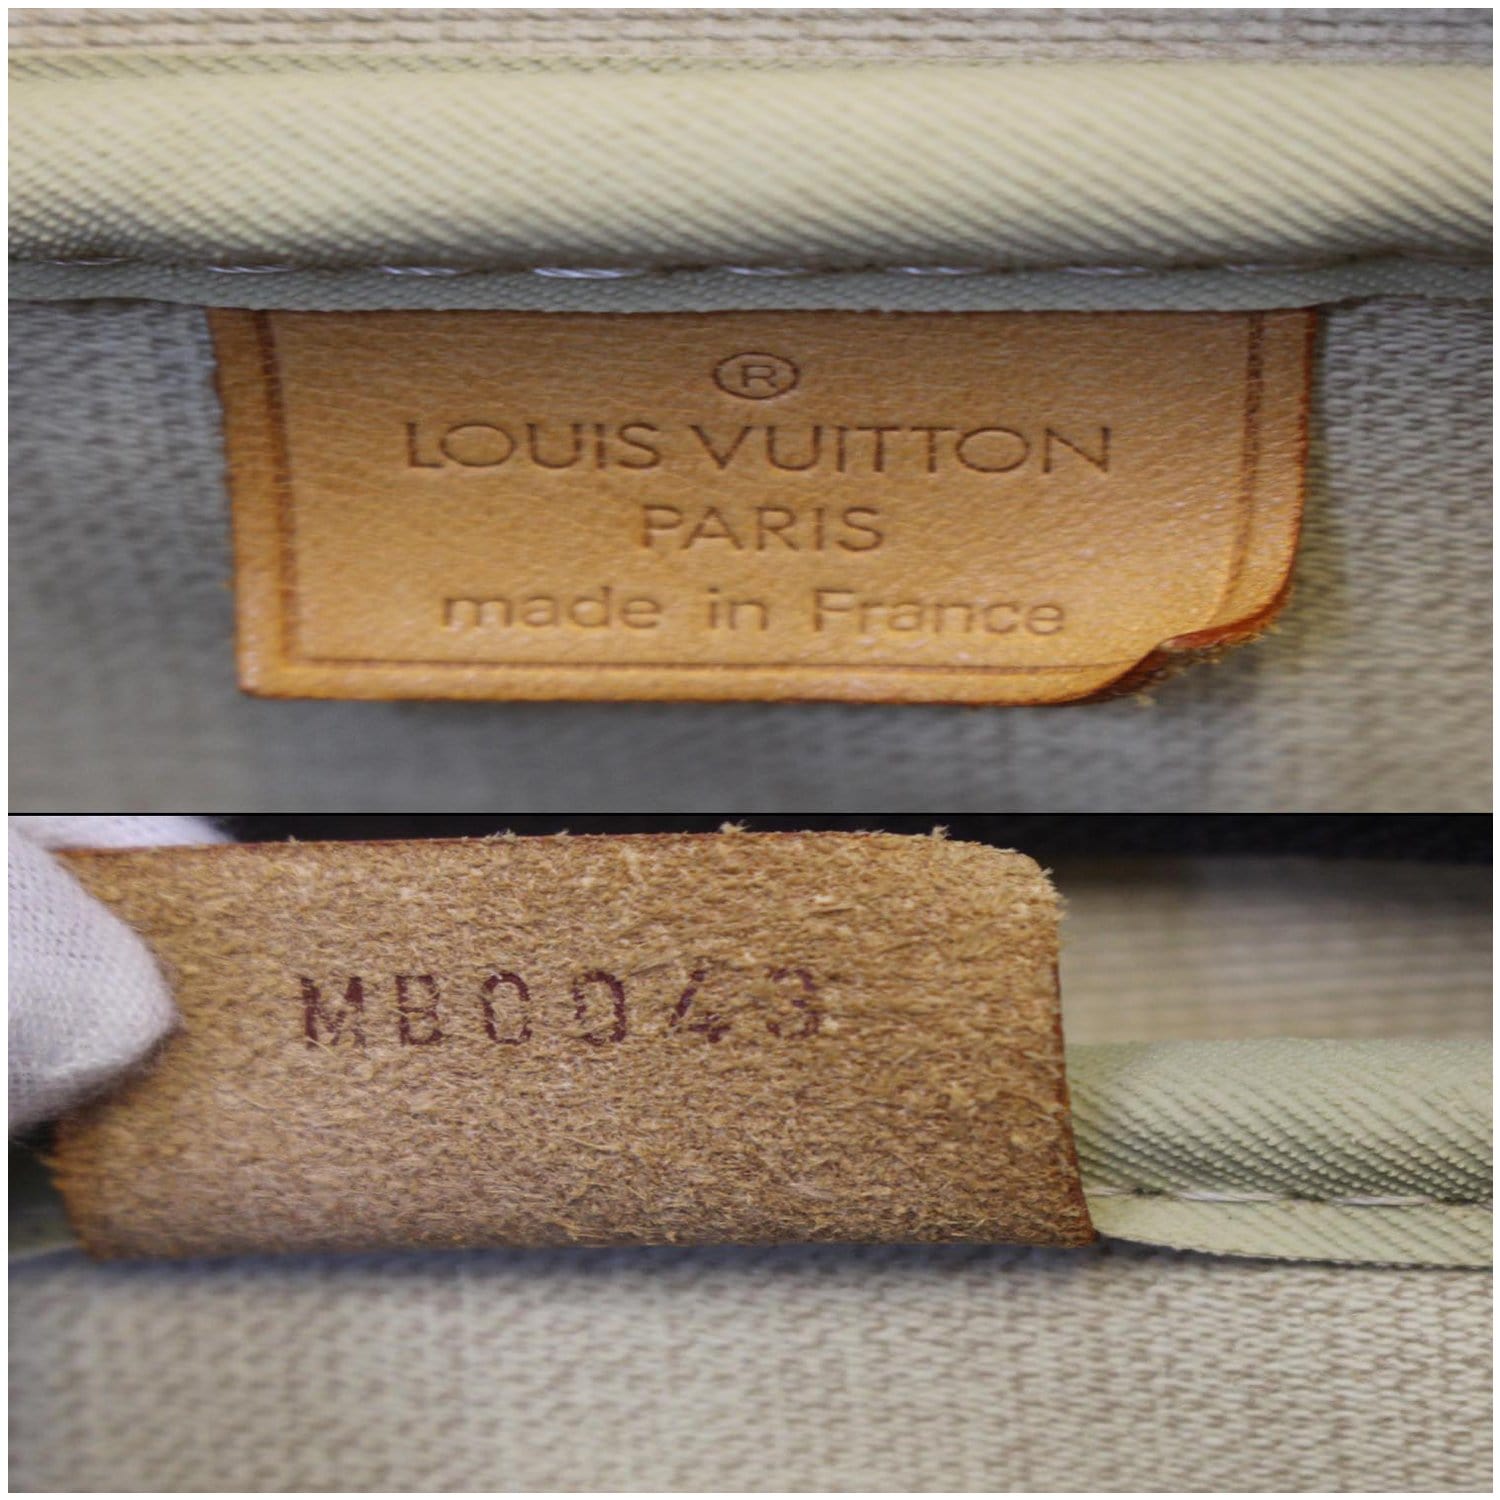 ®
LOUIS VUITTON
PARIS
made in France
MB0043